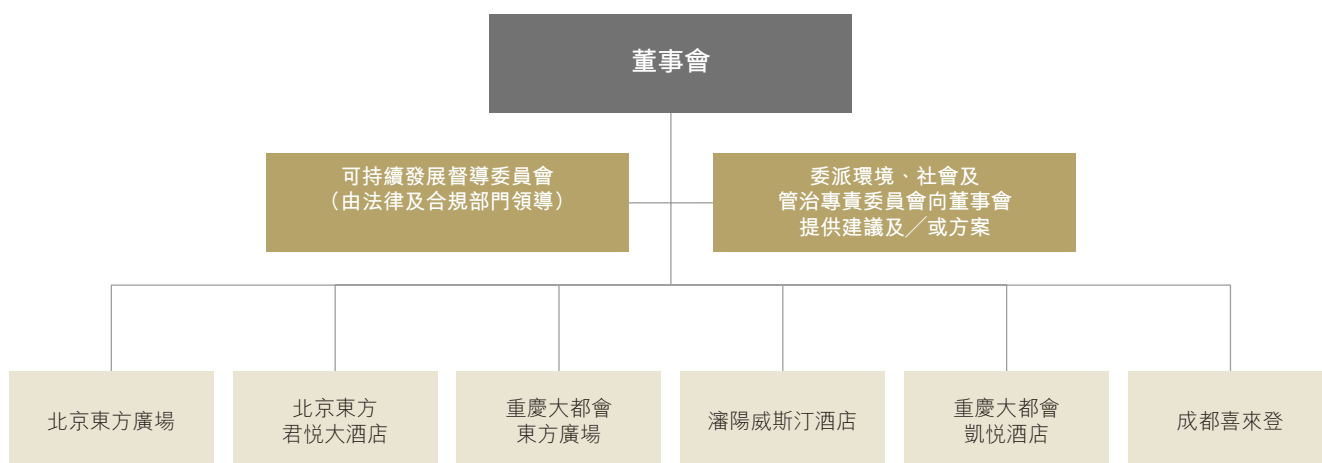 董事會
可持續發展督導委員會
（由法律及合規部門領導）
委派環境、社會及
管治專責委員會向董事會
提供建議及╱或方案
北京東方廣場
北京東方
君悅大酒店
重慶大都會
東方廣場
瀋陽威斯汀酒店
重慶大都會
凱悅酒店
成都喜來登